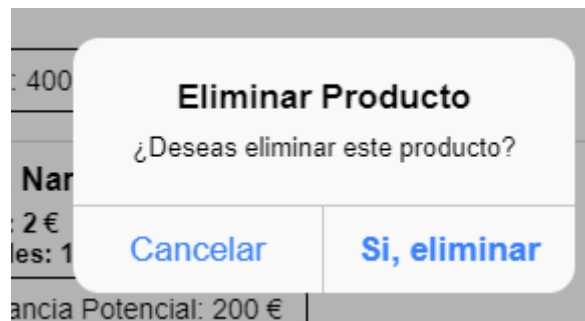 : 400
Eliminar Producto
¿Deseas eliminar este producto?
Nar
: 2 €
les: 1
Cancelar
Si, eliminar
ancia Potencial: 200 €